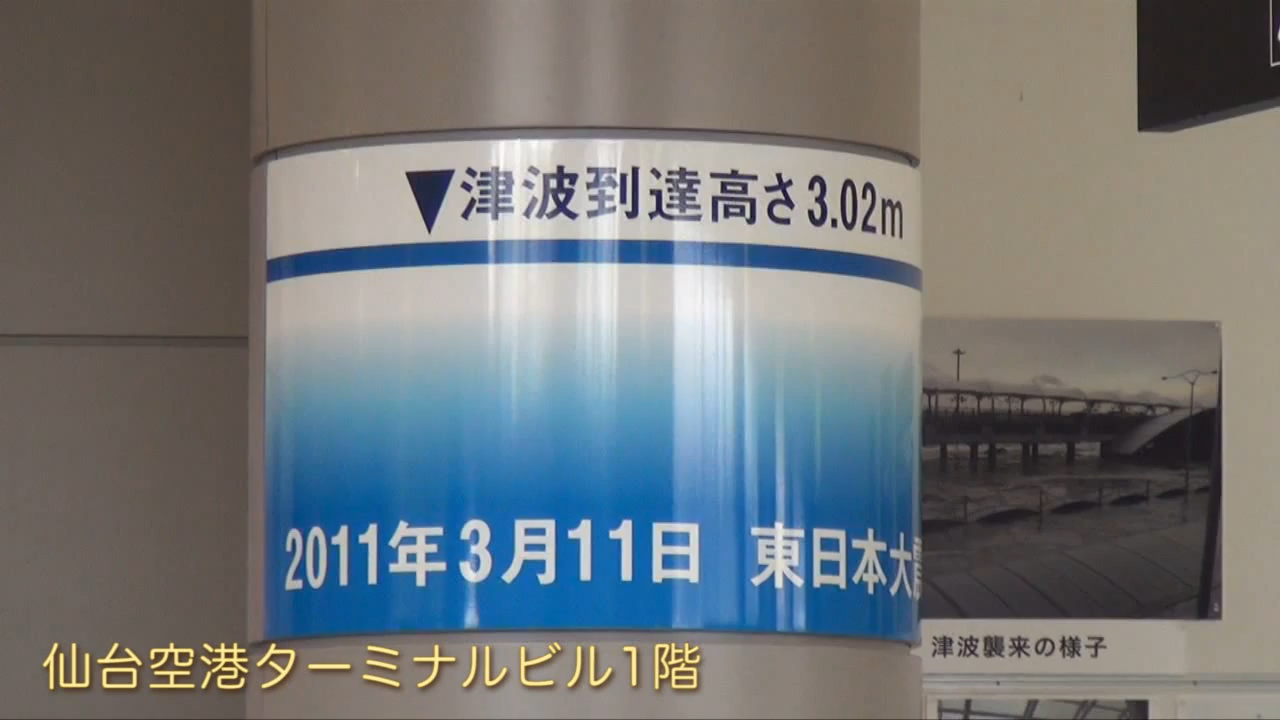 ▼津波到達高さ3.02m
2011年3月11日 東日本大
津波襲来の様子
仙台空港ターミナルビル1階